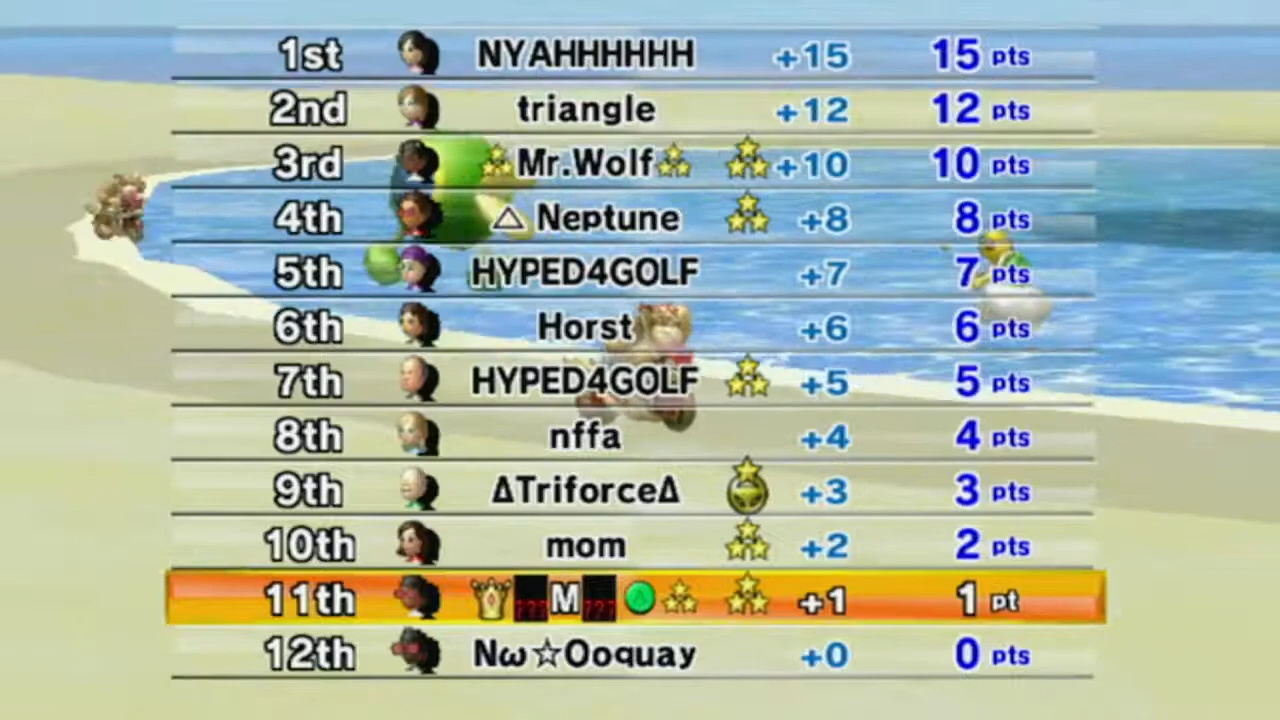 1st NYAHHHHHH +15 15 pts
2nd triangle +12 12 pts
3rd Mr.Wolf +10 10 pts
4th △ Neptune +8 8 pts
5th HYPED4GOLF +7 7 pts
6th Horst +6 6 pts
7th HYPED4GOLF +5 5 pts
8th nffa +4 4 pts
9th ΔTriforceΔ +3 3 pts
10th mom +2 2 pts
11th ??? M ??? A +1 1 pt
12th Nω☆Ooquay +0 0 pts